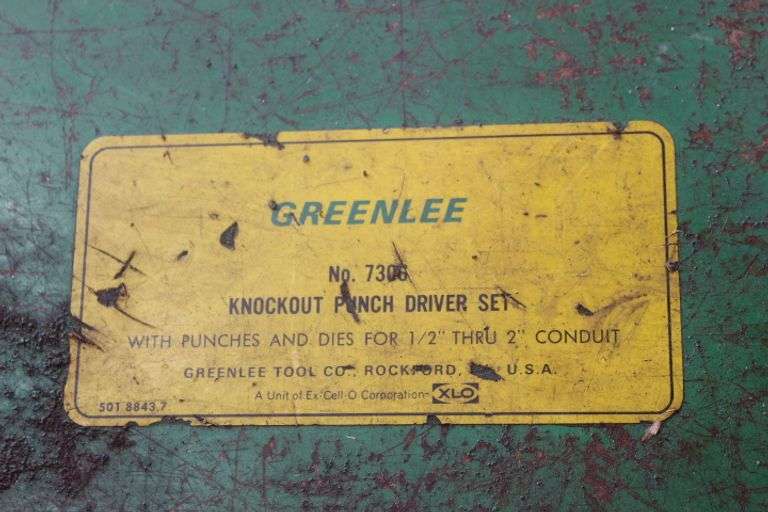 GREENLEE
No. 7306
KNOCKOUT PUNCH DRIVER SET
WITH PUNCHES AND DIES FOR 1/2" THRU 2" CONDUIT
GREENLEE TOOL CO. ROCKFORD, U.S.A.
A Unit of Ex-Cell-O Corporation- XLO
501 8843.7